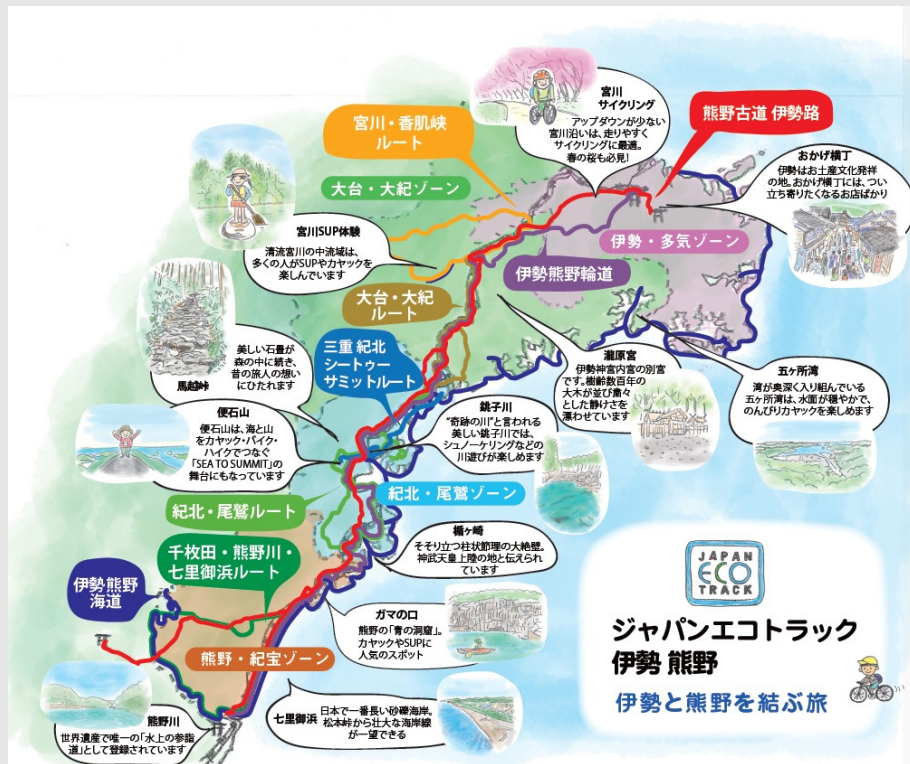 宮川
サイクリング
アップダウンが少ない
宮川沿いは、走りやすく
サイクリングに最適。
春の桜も必見!
熊野古道 伊勢路
宮川・香肌峡
ルート
おかげ横丁
伊勢はお土産文化発祥
の地。おかげ横丁には、つい
立ち寄りたくなるお店ばかり
大台・大紀ゾーン
宮川SUP体験
清流宮川の中流域は、
多くの人がSUPやカヤックを
楽しんでいます
伊勢・多気ゾーン
伊勢熊野輪道
大台・大紀
ルート
美しい石畳が
森の中に続き、
昔の旅人の想い
にひたれます
馬越峠
三重 紀北
シートゥー
サミットルート
瀧原宮
伊勢神宮内宮の別宮
です。樹齢数百年の
大木が並び粛々
とした静けさを
漂わせています
五ヶ所湾
湾が奥深く入り組んでいる
五ヶ所湾は、水面が穏やかで、
のんびりカヤックを楽しめます
便石山
便石山は、海と山
をカヤック・バイク・
ハイクでつなぐ
「SEA TO SUMMIT」の
舞台にもなっています
銚子川
“奇跡の川”と言われる
美しい銚子川では、
シュノーケリングなどの
川遊びが楽しめます
紀北・尾鷲ゾーン
紀北・尾鷲ルート
楯ヶ崎
そそり立つ柱状節理の大絶壁。
神武天皇上陸の地と伝えられ
ています
千枚田・熊野川・
七里御浜ルート
伊勢熊野
海道
ガマの口
熊野の「青の洞窟」。
カヤックやSUPに
人気のスポット
熊野・紀宝ゾーン
熊野川
世界遺産で唯一の「水上の参詣
道」として登録されています
七里御浜
日本で一番長い砂礫海岸。
松本峠から壮大な海岸線
が一望できる
JAPAN
ECO
TRACK
ジャパンエコトラック
伊勢 熊野
伊勢と熊野を結ぶ旅